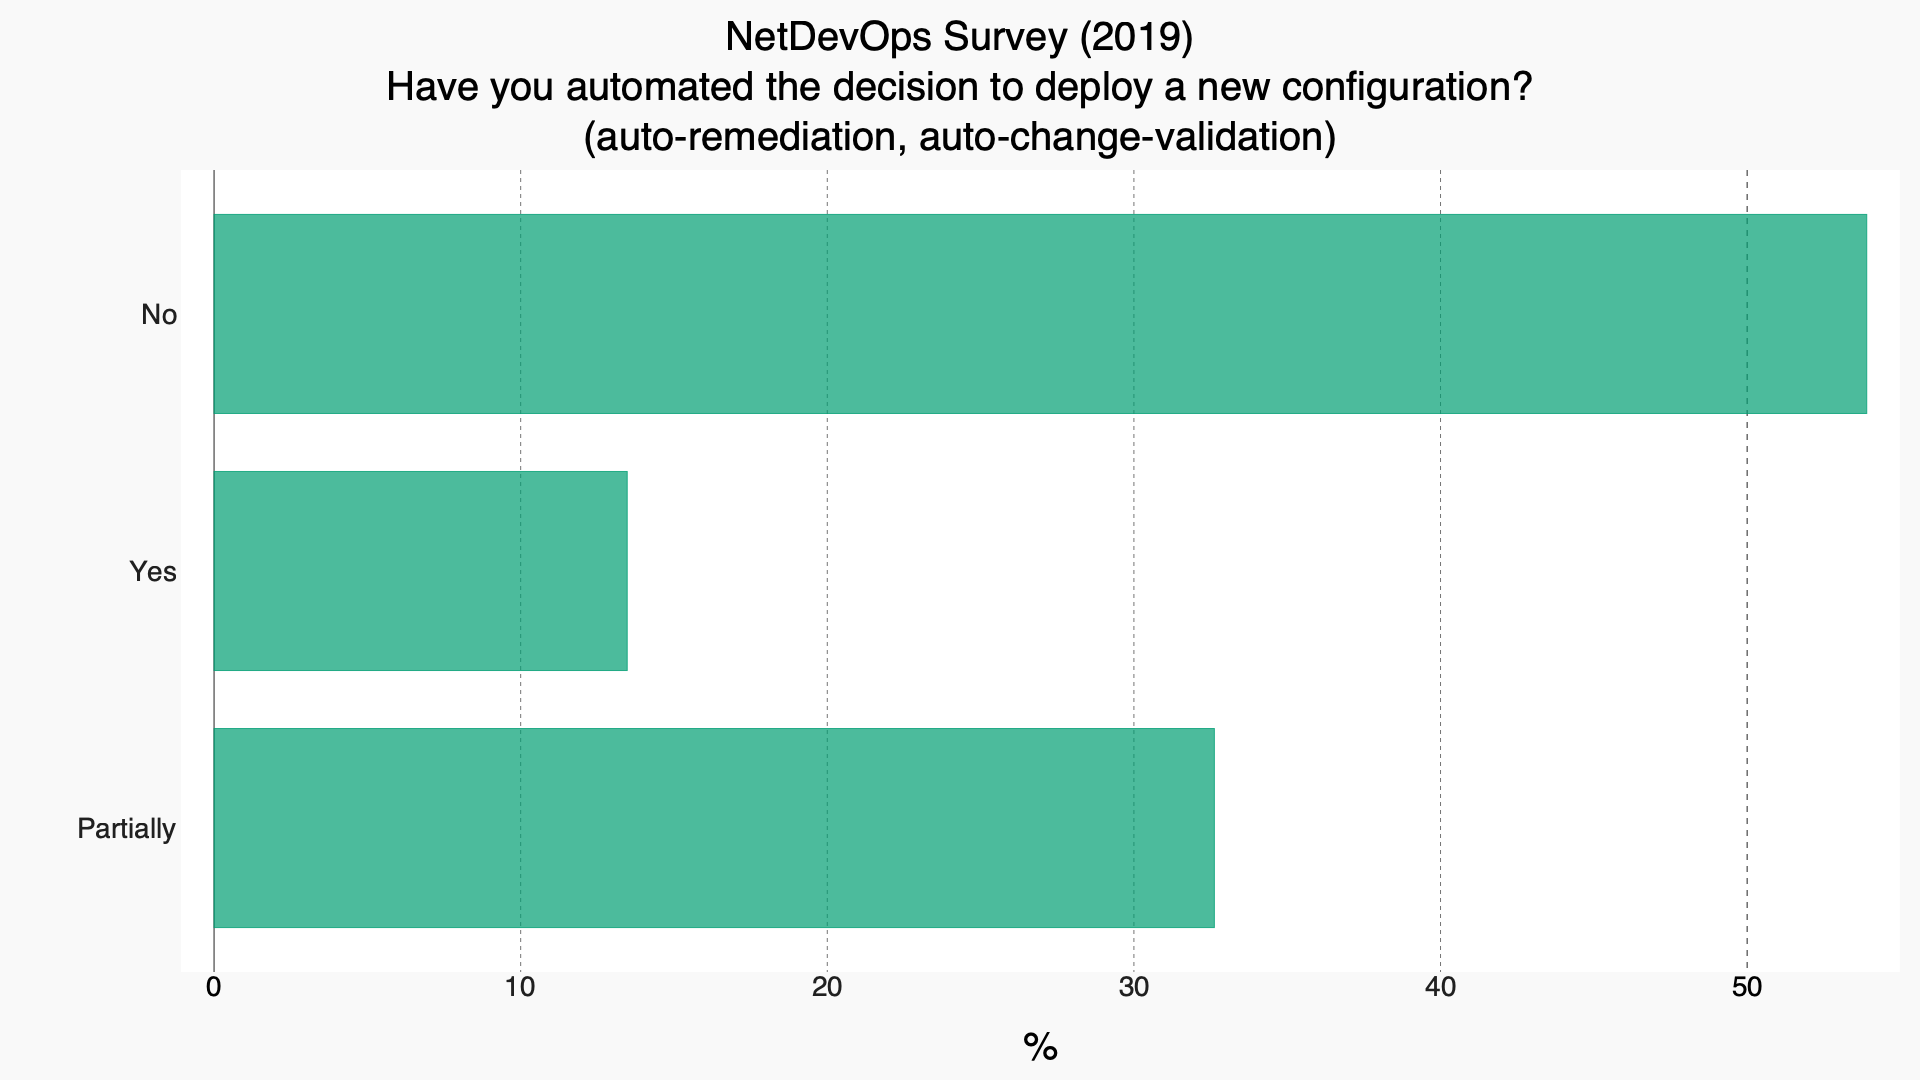 NetDevOps Survey (2019)
Have you automated the decision to deploy a new configuration?
(auto-remediation, auto-change-validation)
No
Yes
Partially
0 10 20 30 40 50
%